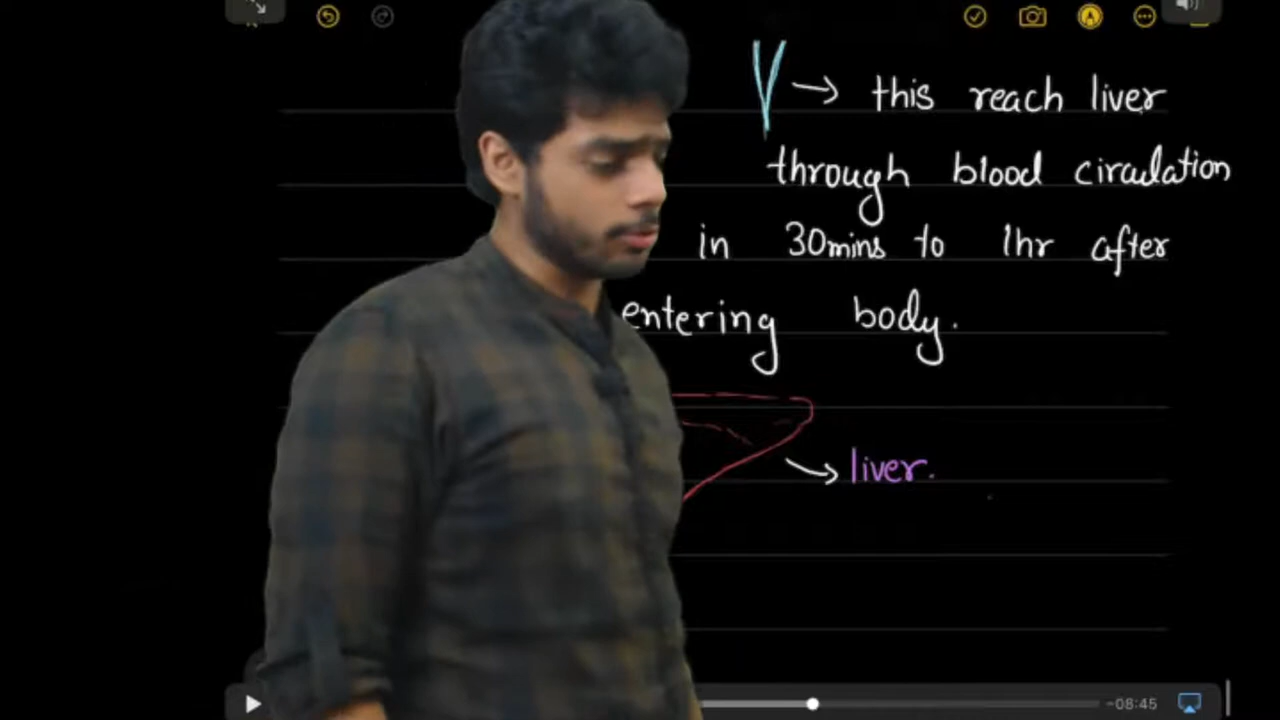 → this reach liver
through blood circulation
in 30mins to 1hr after
entering body.
→ liver.
-08:45